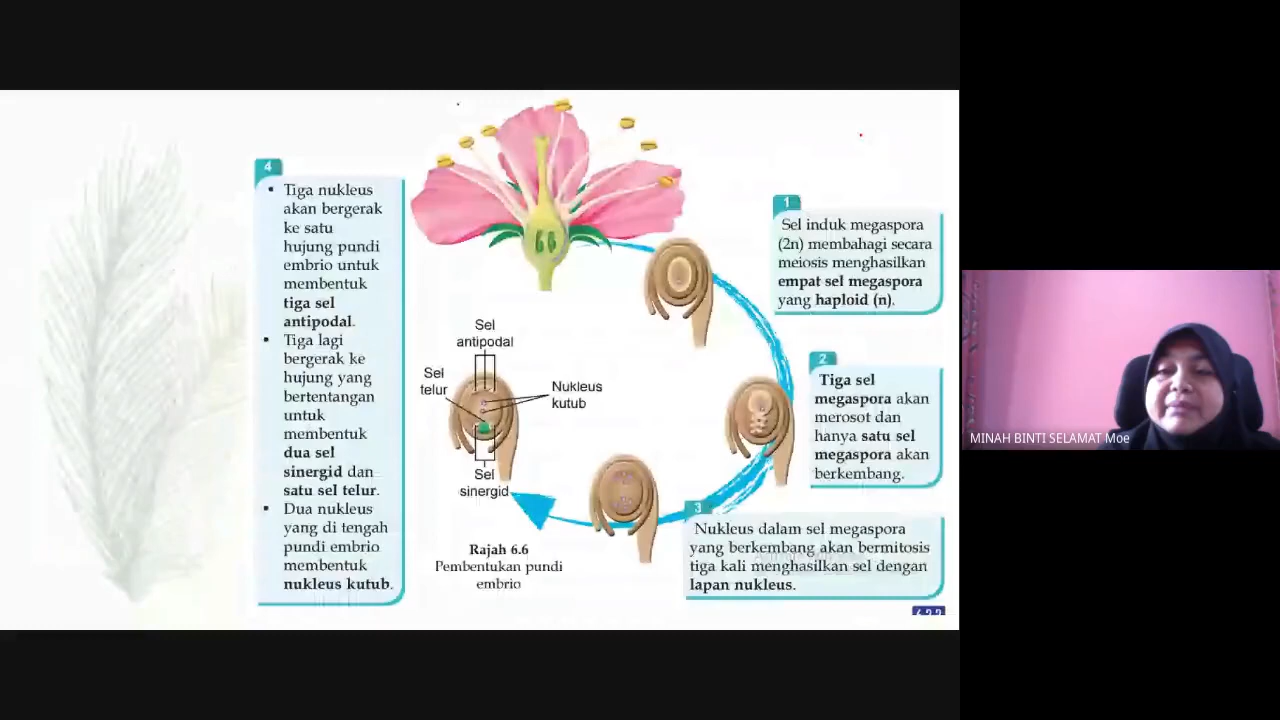 1
Sel induk megaspora
(2n) membahagi secara
meiosis menghasilkan
empat sel megaspora
yang haploid (n).
2
Tiga sel
megaspora akan
merosot dan
hanya satu sel
megaspora akan
berkembang.
3
Nukleus dalam sel megaspora
yang berkembang akan bermitosis
tiga kali menghasilkan sel dengan
lapan nukleus.
4
• Tiga nukleus
akan bergerak
ke satu
hujung pundi
embrio untuk
membentuk
tiga sel
antipodal.
• Tiga lagi
bergerak ke
hujung yang
bertentangan
untuk
membentuk
dua sel
sinergid dan
satu sel telur.
• Dua nukleus
yang di tengah
pundi embrio
membentuk
nukleus kutub.
Sel
antipodal
Sel
telur
Nukleus
kutub
Sel
sinergid
Rajah 6.6
Pembentukan pundi
embrio
MINAH BINTI SELAMAT Moe